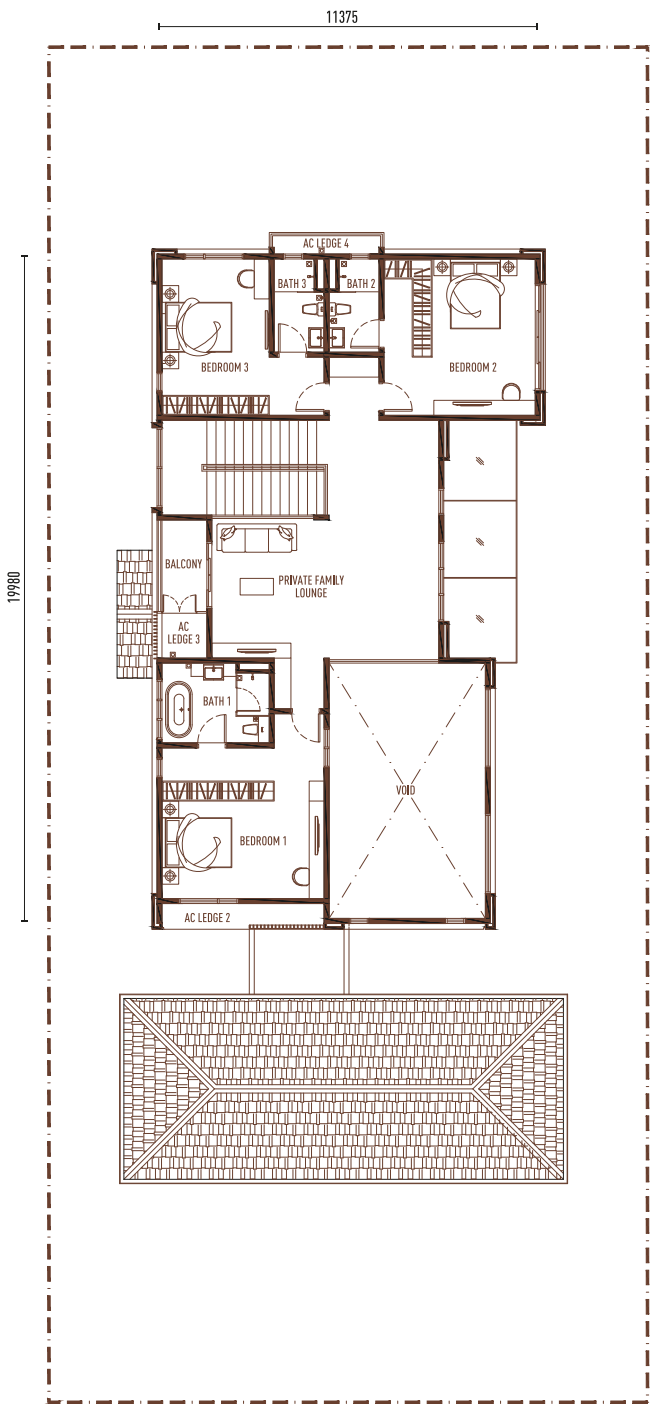 11375
AC LEDGE 4
BATH 3
BATH 2
BEDROOM 3
BEDROOM 2
19980
BALCONY
PRIVATE FAMILY
LOUNGE
AC
LEDGE 3
BATH 1
VOID
BEDROOM 1
AC LEDGE 2